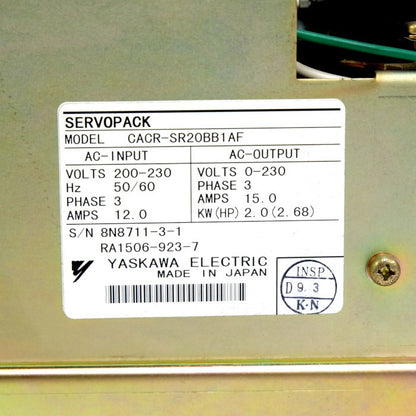 SERVOPACK
MODEL CACR-SR20BB1AF
AC-INPUT AC-OUTPUT
VOLTS 200-230 VOLTS 0-230
Hz 50/60 PHASE 3
PHASE 3 AMPS 15.0
AMPS 12.0 KW(HP) 2.0(2.68)
S/N 8N8711-3-1
RA1506-923-7
YASKAWA ELECTRIC
MADE IN JAPAN
INSP
D 9. 3
K·N